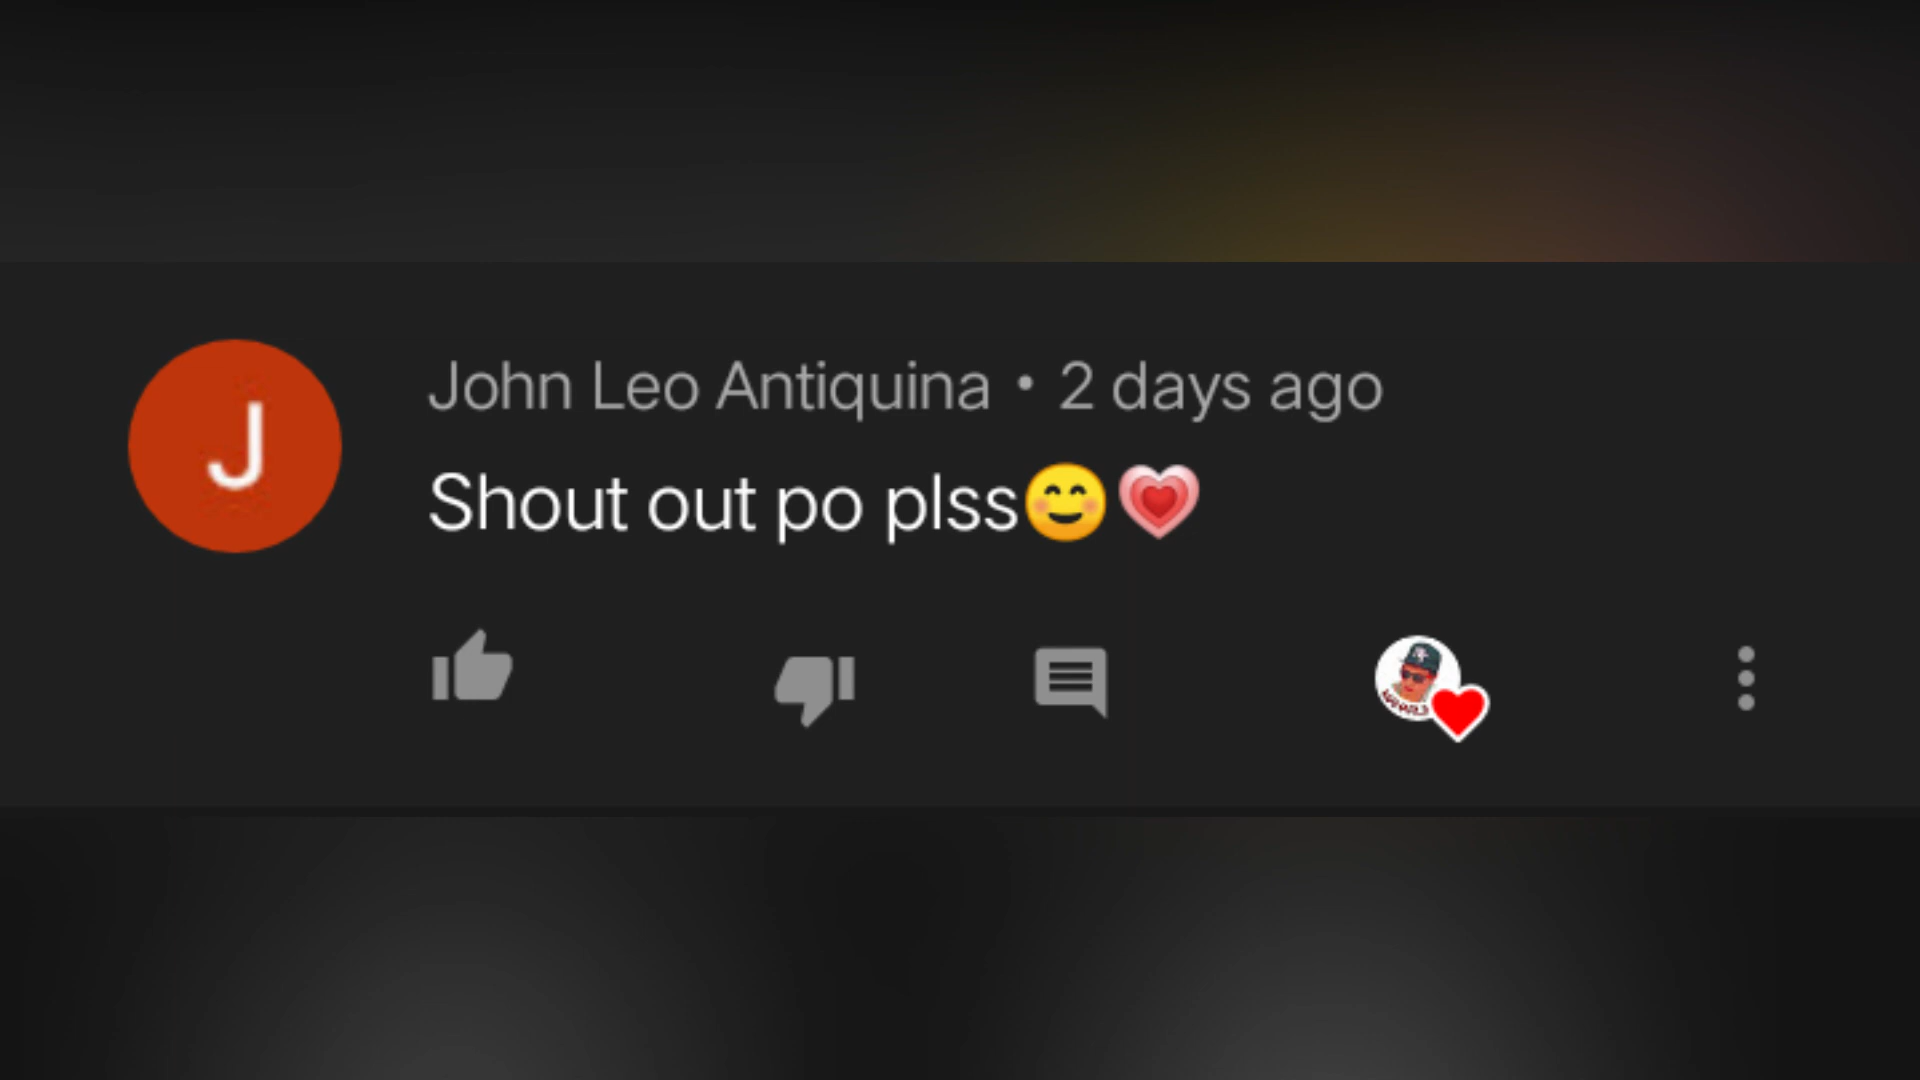 J
John Leo Antiquina • 2 days ago
Shout out po plss😊💗